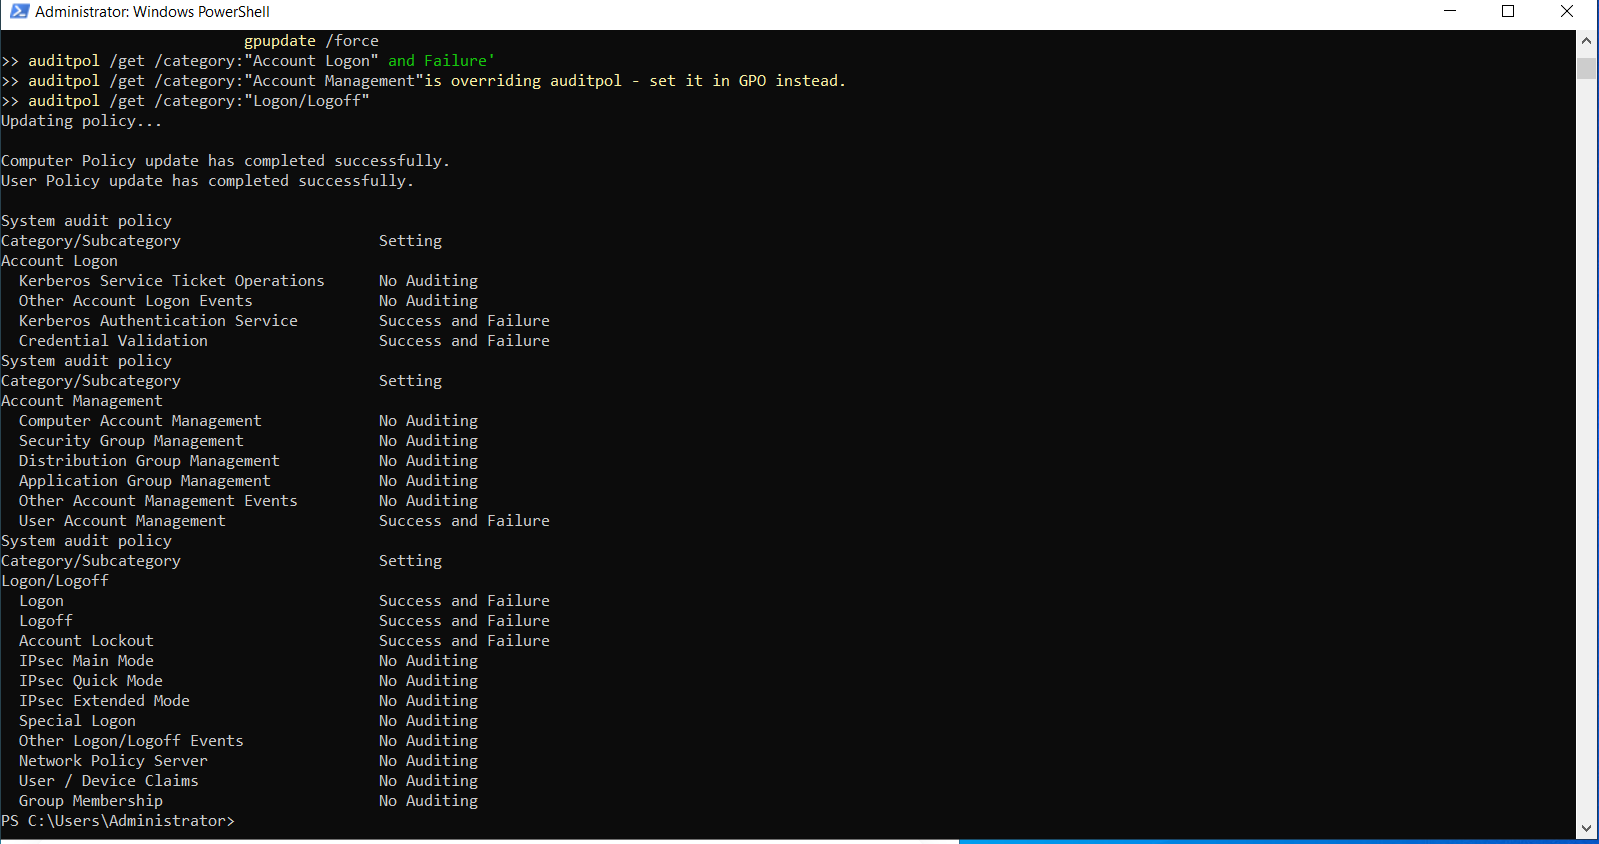 Administrator: Windows PowerShell
gpupdate /force
>> auditpol /get /category:"Account Logon" and Failure'
>> auditpol /get /category:"Account Management"is overriding auditpol - set it in GPO instead.
>> auditpol /get /category:"Logon/Logoff"
Updating policy...
Computer Policy update has completed successfully.
User Policy update has completed successfully.
System audit policy
Category/Subcategory Setting
Account Logon
Kerberos Service Ticket Operations No Auditing
Other Account Logon Events No Auditing
Kerberos Authentication Service Success and Failure
Credential Validation Success and Failure
System audit policy
Category/Subcategory Setting
Account Management
Computer Account Management No Auditing
Security Group Management No Auditing
Distribution Group Management No Auditing
Application Group Management No Auditing
Other Account Management Events No Auditing
User Account Management Success and Failure
System audit policy
Category/Subcategory Setting
Logon/Logoff
Logon Success and Failure
Logoff Success and Failure
Account Lockout Success and Failure
IPsec Main Mode No Auditing
IPsec Quick Mode No Auditing
IPsec Extended Mode No Auditing
Special Logon No Auditing
Other Logon/Logoff Events No Auditing
Network Policy Server No Auditing
User / Device Claims No Auditing
Group Membership No Auditing
PS C:\Users\Administrator>